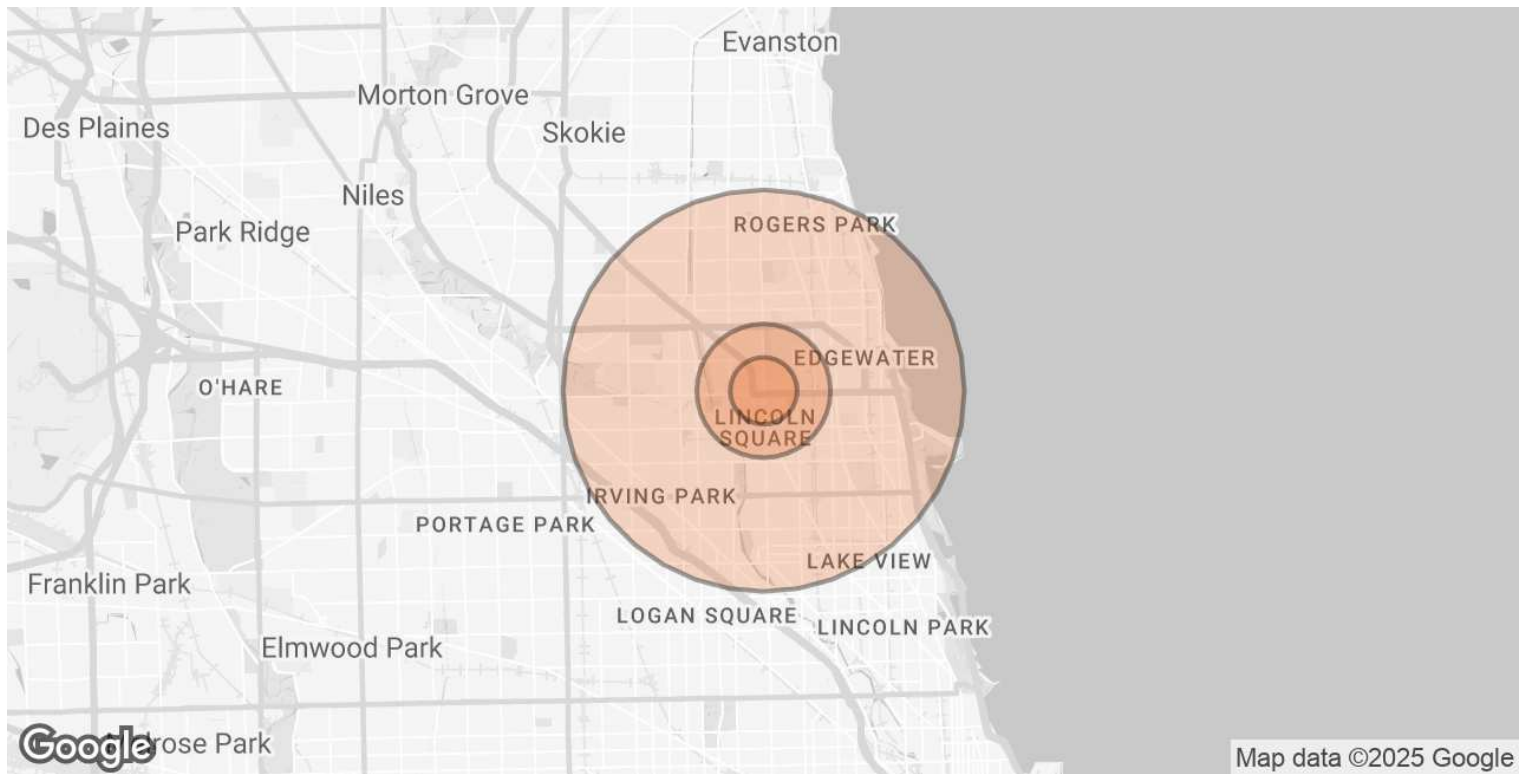 Evanston
Morton Grove
Des Plaines
Skokie
Niles
ROGERS PARK
Park Ridge
EDGEWATER
O'HARE
LINCOLN
SQUARE
IRVING PARK
PORTAGE PARK
LAKE VIEW
Franklin Park
LOGAN SQUARE
LINCOLN PARK
Elmwood Park
Google
Melrose Park
Map data ©2025 Google